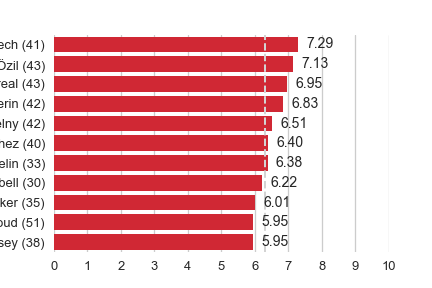 ech (41) 7.29
Özil (43) 7.13
real (43) 6.95
erin (42) 6.83
elny (42) 6.51
nez (40) 6.40
elin (33) 6.38
bell (30) 6.22
ker (35) 6.01
oud (51) 5.95
sey (38) 5.95
0 1 2 3 4 5 6 7 8 9 10